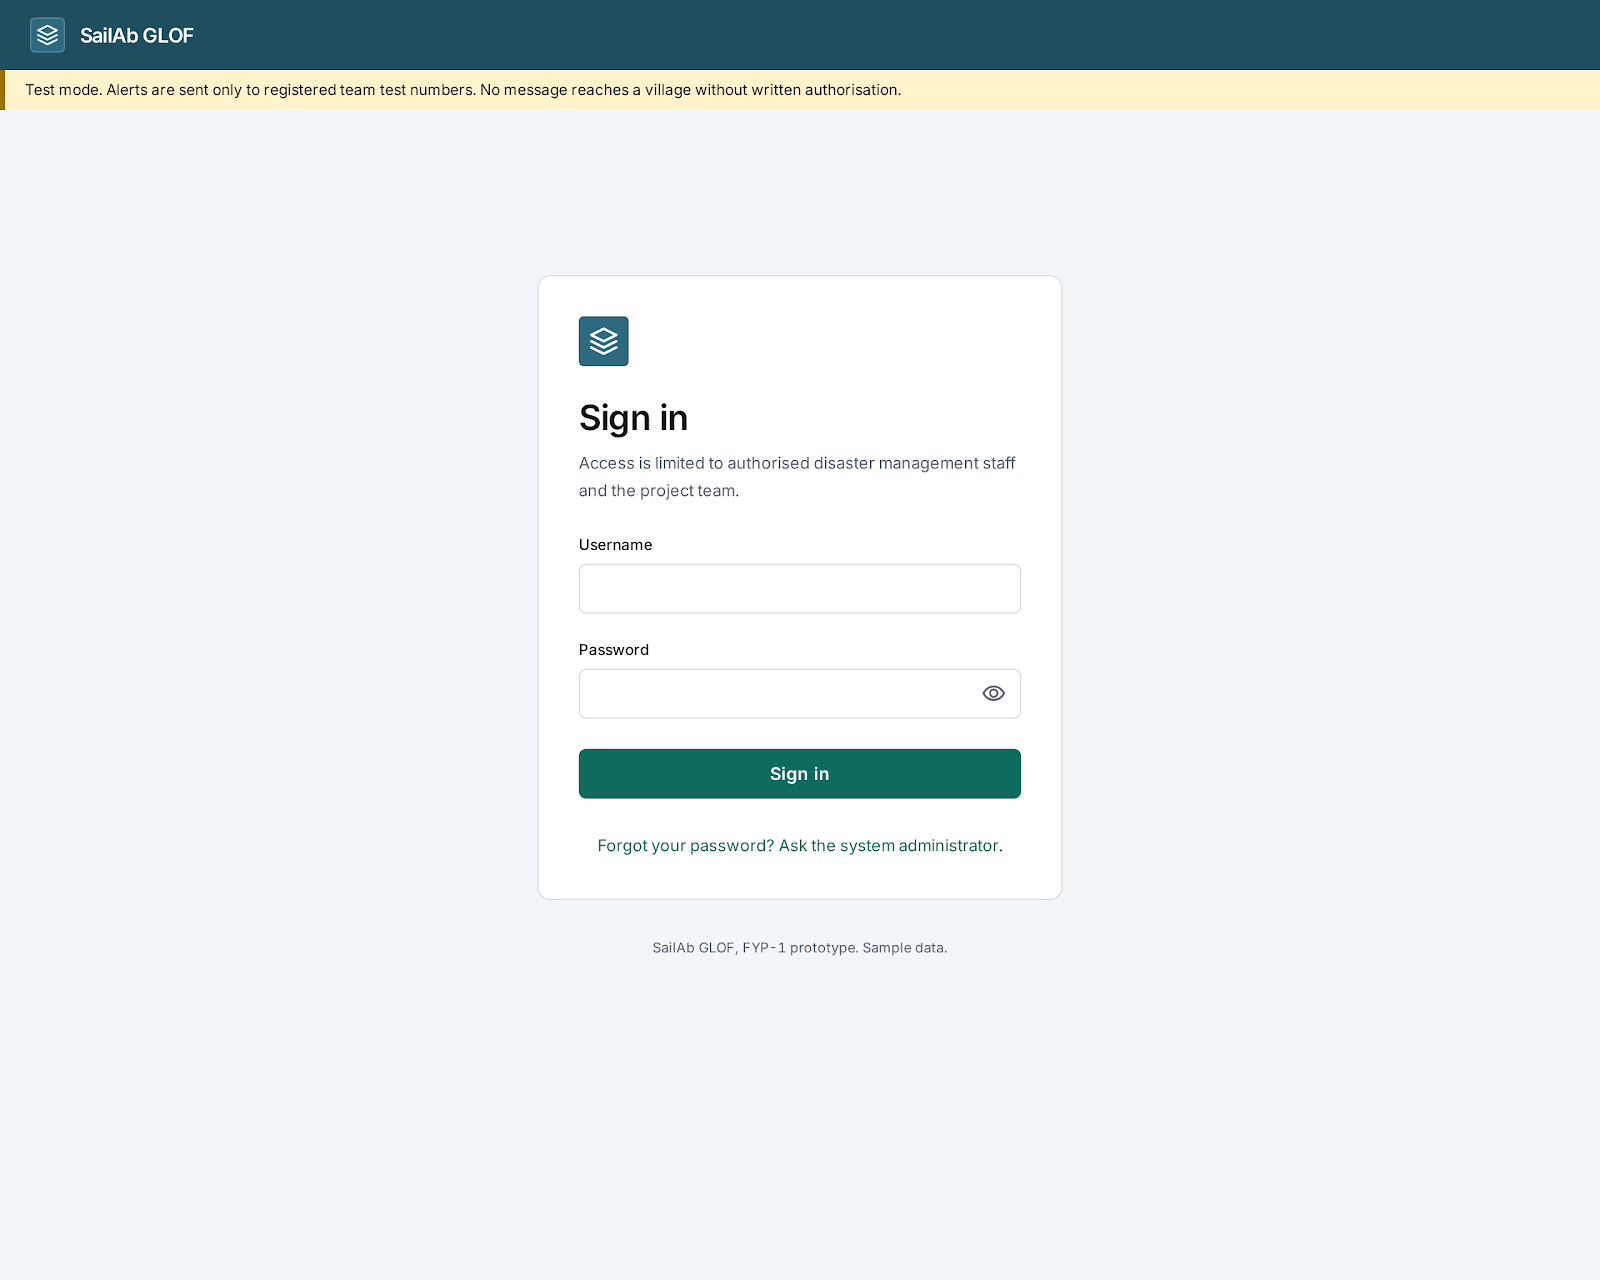 SailAb GLOF
Test mode. Alerts are sent only to registered team test numbers. No message reaches a village without written authorisation.
Sign in
Access is limited to authorised disaster management staff
and the project team.
Username
Password
Sign in
Forgot your password? Ask the system administrator.
SailAb GLOF, FYP-1 prototype. Sample data.